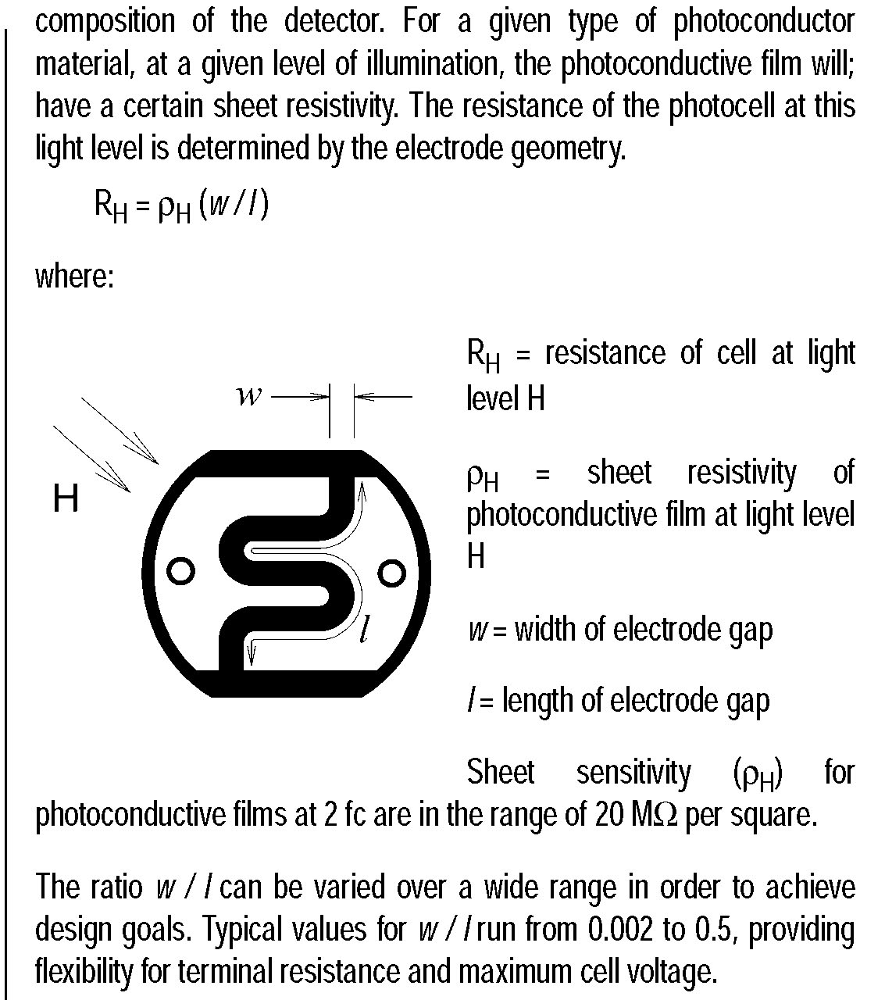 composition of the detector. For a given type of photoconductor
material, at a given level of illumination, the photoconductive film will;
have a certain sheet resistivity. The resistance of the photocell at this
light level is determined by the electrode geometry.
R_H = ρ_H (w / l)
where:
R_H = resistance of cell at light
level H
w
H
ρ_H = sheet resistivity of
photoconductive film at light level
H
l
w = width of electrode gap
l = length of electrode gap
Sheet sensitivity (ρ_H) for
photoconductive films at 2 fc are in the range of 20 MΩ per square.
The ratio w / l can be varied over a wide range in order to achieve
design goals. Typical values for w / l run from 0.002 to 0.5, providing
flexibility for terminal resistance and maximum cell voltage.